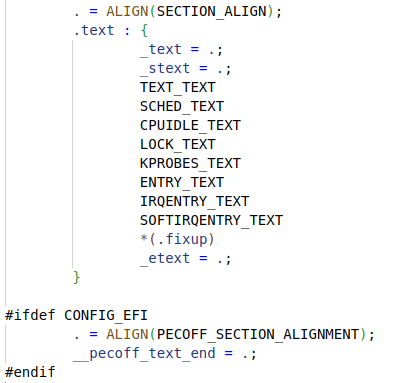 . = ALIGN(SECTION_ALIGN);
.text : {
_text = .;
_stext = .;
TEXT_TEXT
SCHED_TEXT
CPUIDLE_TEXT
LOCK_TEXT
KPROBES_TEXT
ENTRY_TEXT
IRQENTRY_TEXT
SOFTIRQENTRY_TEXT
*(.fixup)
_etext = .;
}
#ifdef CONFIG_EFI
. = ALIGN(PECOFF_SECTION_ALIGNMENT);
__pecoff_text_end = .;
#endif